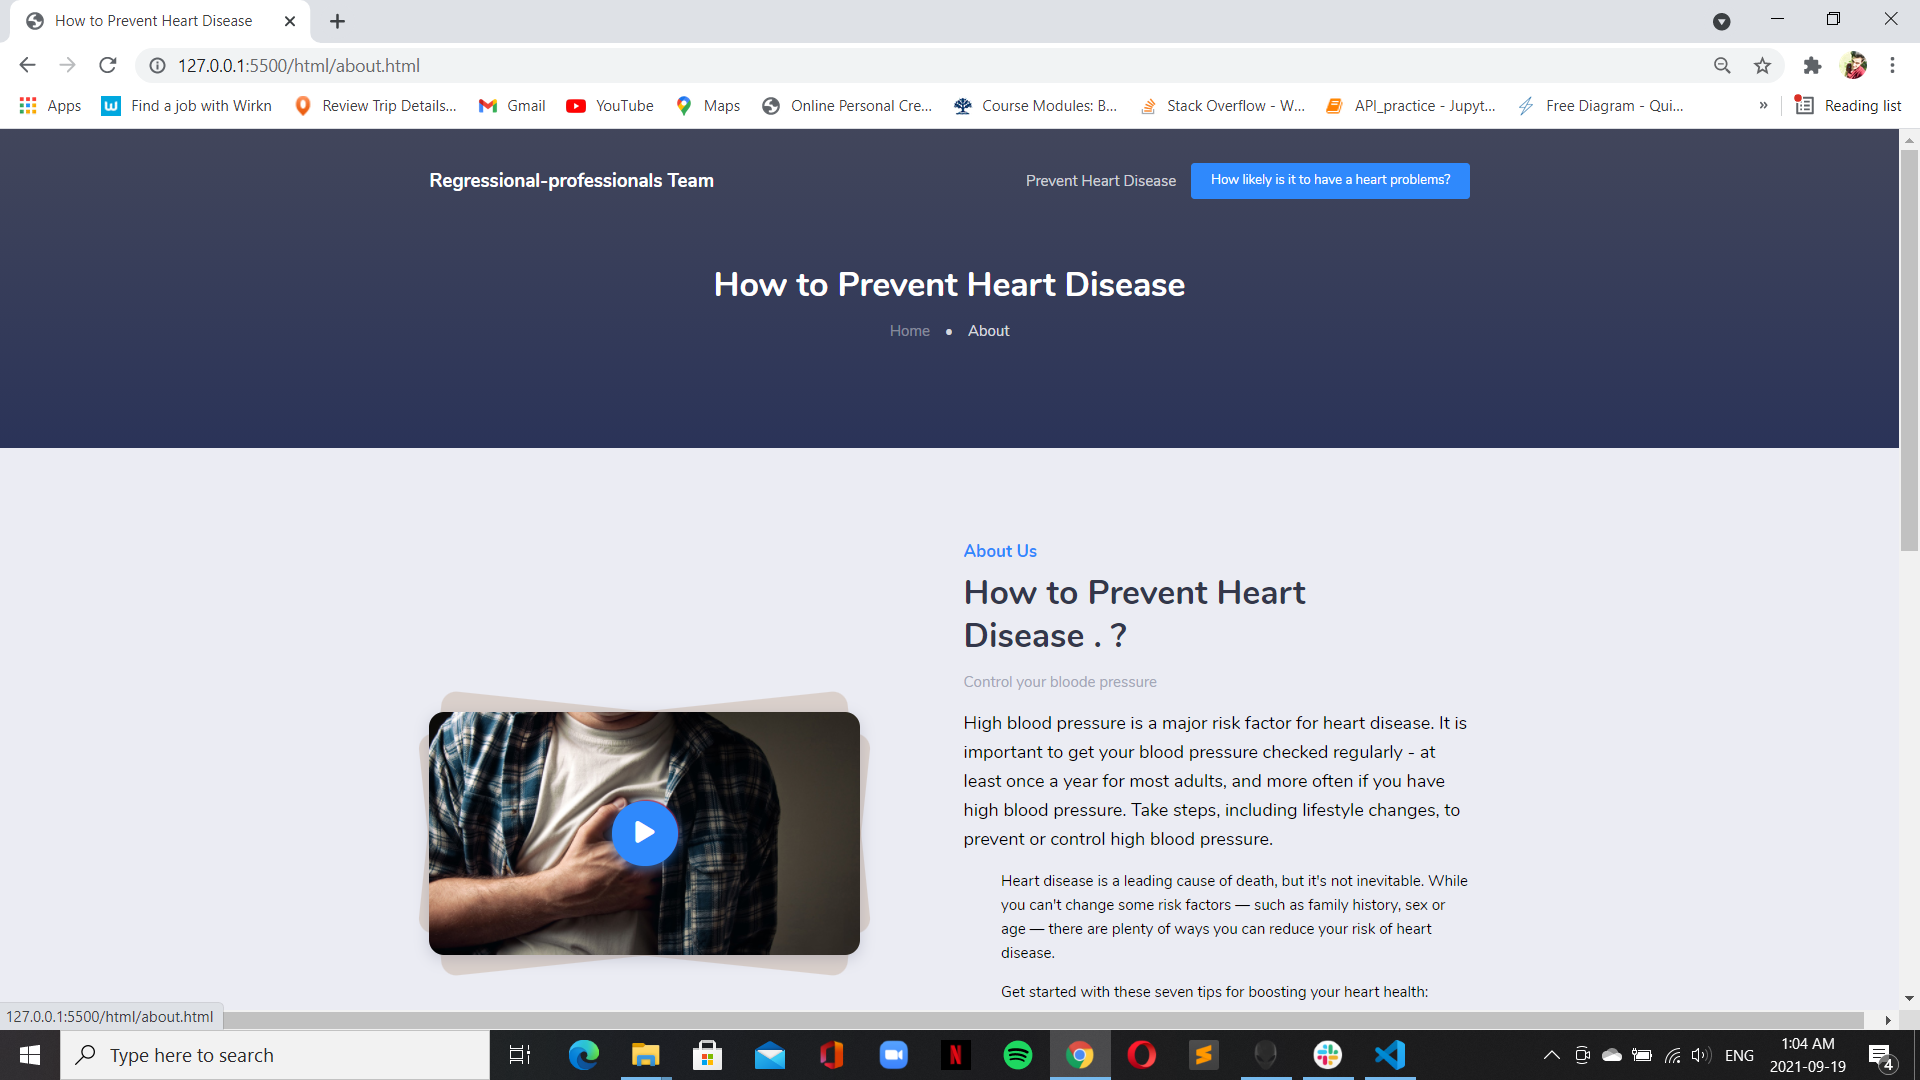 How to Prevent Heart Disease
127.0.0.1:5500/html/about.html
Apps Find a job with Wirkn Review Trip Details... Gmail YouTube Maps Online Personal Cre... Course Modules: B... Stack Overflow - W... API_practice - Jupyt... Free Diagram - Qui... » Reading list
Regressional-professionals Team Prevent Heart Disease How likely is it to have a heart problems?
How to Prevent Heart Disease
Home • About
About Us
How to Prevent Heart
Disease . ?
Control your bloode pressure
High blood pressure is a major risk factor for heart disease. It is
important to get your blood pressure checked regularly - at
least once a year for most adults, and more often if you have
high blood pressure. Take steps, including lifestyle changes, to
prevent or control high blood pressure.
Heart disease is a leading cause of death, but it's not inevitable. While
you can't change some risk factors — such as family history, sex or
age — there are plenty of ways you can reduce your risk of heart
disease.
Get started with these seven tips for boosting your heart health:
127.0.0.1:5500/html/about.html
Type here to search
ENG
1:04 AM
2021-09-19
4